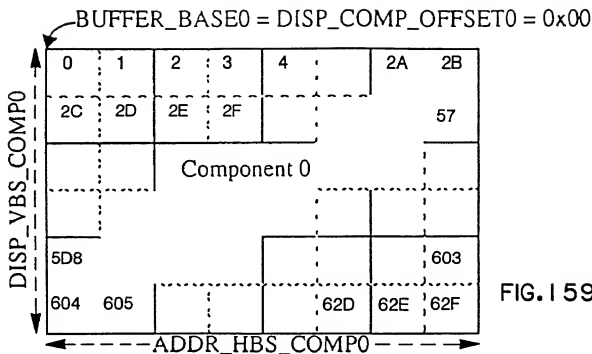 BUFFER_BASE0 = DISP_COMP_OFFSET0 = 0x00
0 1 2 3 4 2A 2B
2C 2D 2E 2F 57
Component 0
5D8 603
604 605 62D 62E 62F
DISP_VBS_COMP0
ADDR_HBS_COMP0
FIG.159